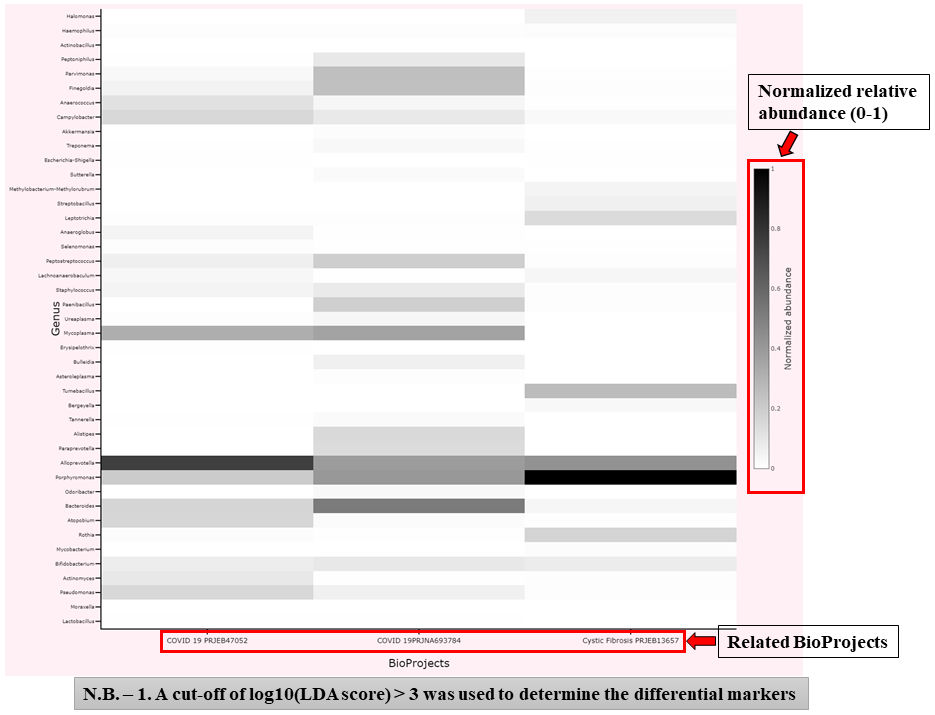 Halomonas
Haemophilus
Actinobacillus
Peptoniphilus
Parvimonas
Finegoldia
Anaerococcus
Campylobacter
Akkermansia
Treponema
Escherichia-Shigella
Sutterella
Methylobacterium-Methylorubrum
Streptobacillus
Leptotrichia
Anaeroglobus
Selenomonas
Peptostreptococcus
Lachnoanaerobaculum
Staphylococcus
Paenibacillus
Ureaplasma
Mycoplasma
Erysipelothrix
Bulleidia
Asteroleplasma
Tumebacillus
Bergeyella
Tannerella
Alistipes
Paraprevotella
Alloprevotella
Porphyromonas
Odoribacter
Bacteroides
Atopobium
Rothia
Mycobacterium
Bifidobacterium
Actinomyces
Pseudomonas
Moraxella
Lactobacillus
Genus
COVID 19 PRJEB47052
COVID 19PRJNA693784
Cystic Fibrosis PRJEB13657
BioProjects
Normalized relative
abundance (0-1)
1
0.8
0.6
0.4
0.2
0
Normalized abundance
Related BioProjects
N.B. – 1. A cut-off of log10(LDA score) > 3 was used to determine the differential markers